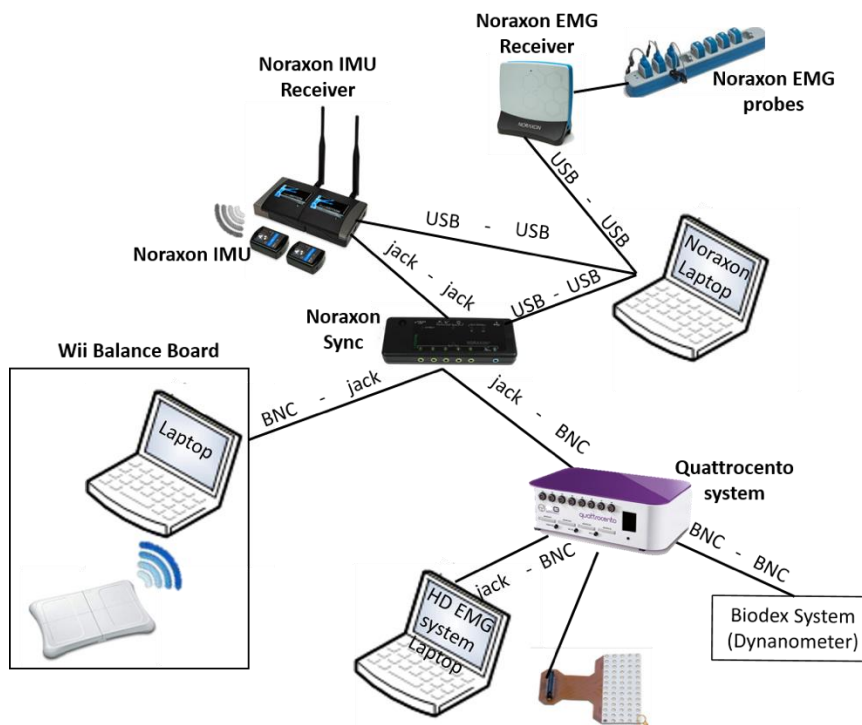 Noraxon EMG
Receiver
Noraxon IMU
Receiver
Noraxon EMG
probes
NORAXON
USB - USB
USB - USB
Noraxon
Laptop
Noraxon IMU
jack - jack
USB - USB
Noraxon
Sync
Wii Balance Board
BNC - jack
jack - BNC
Laptop
Quattrocento
system
quattrocento
BNC - BNC
jack - BNC
HD EMG
system
Laptop
Biodex System
(Dynanometer)